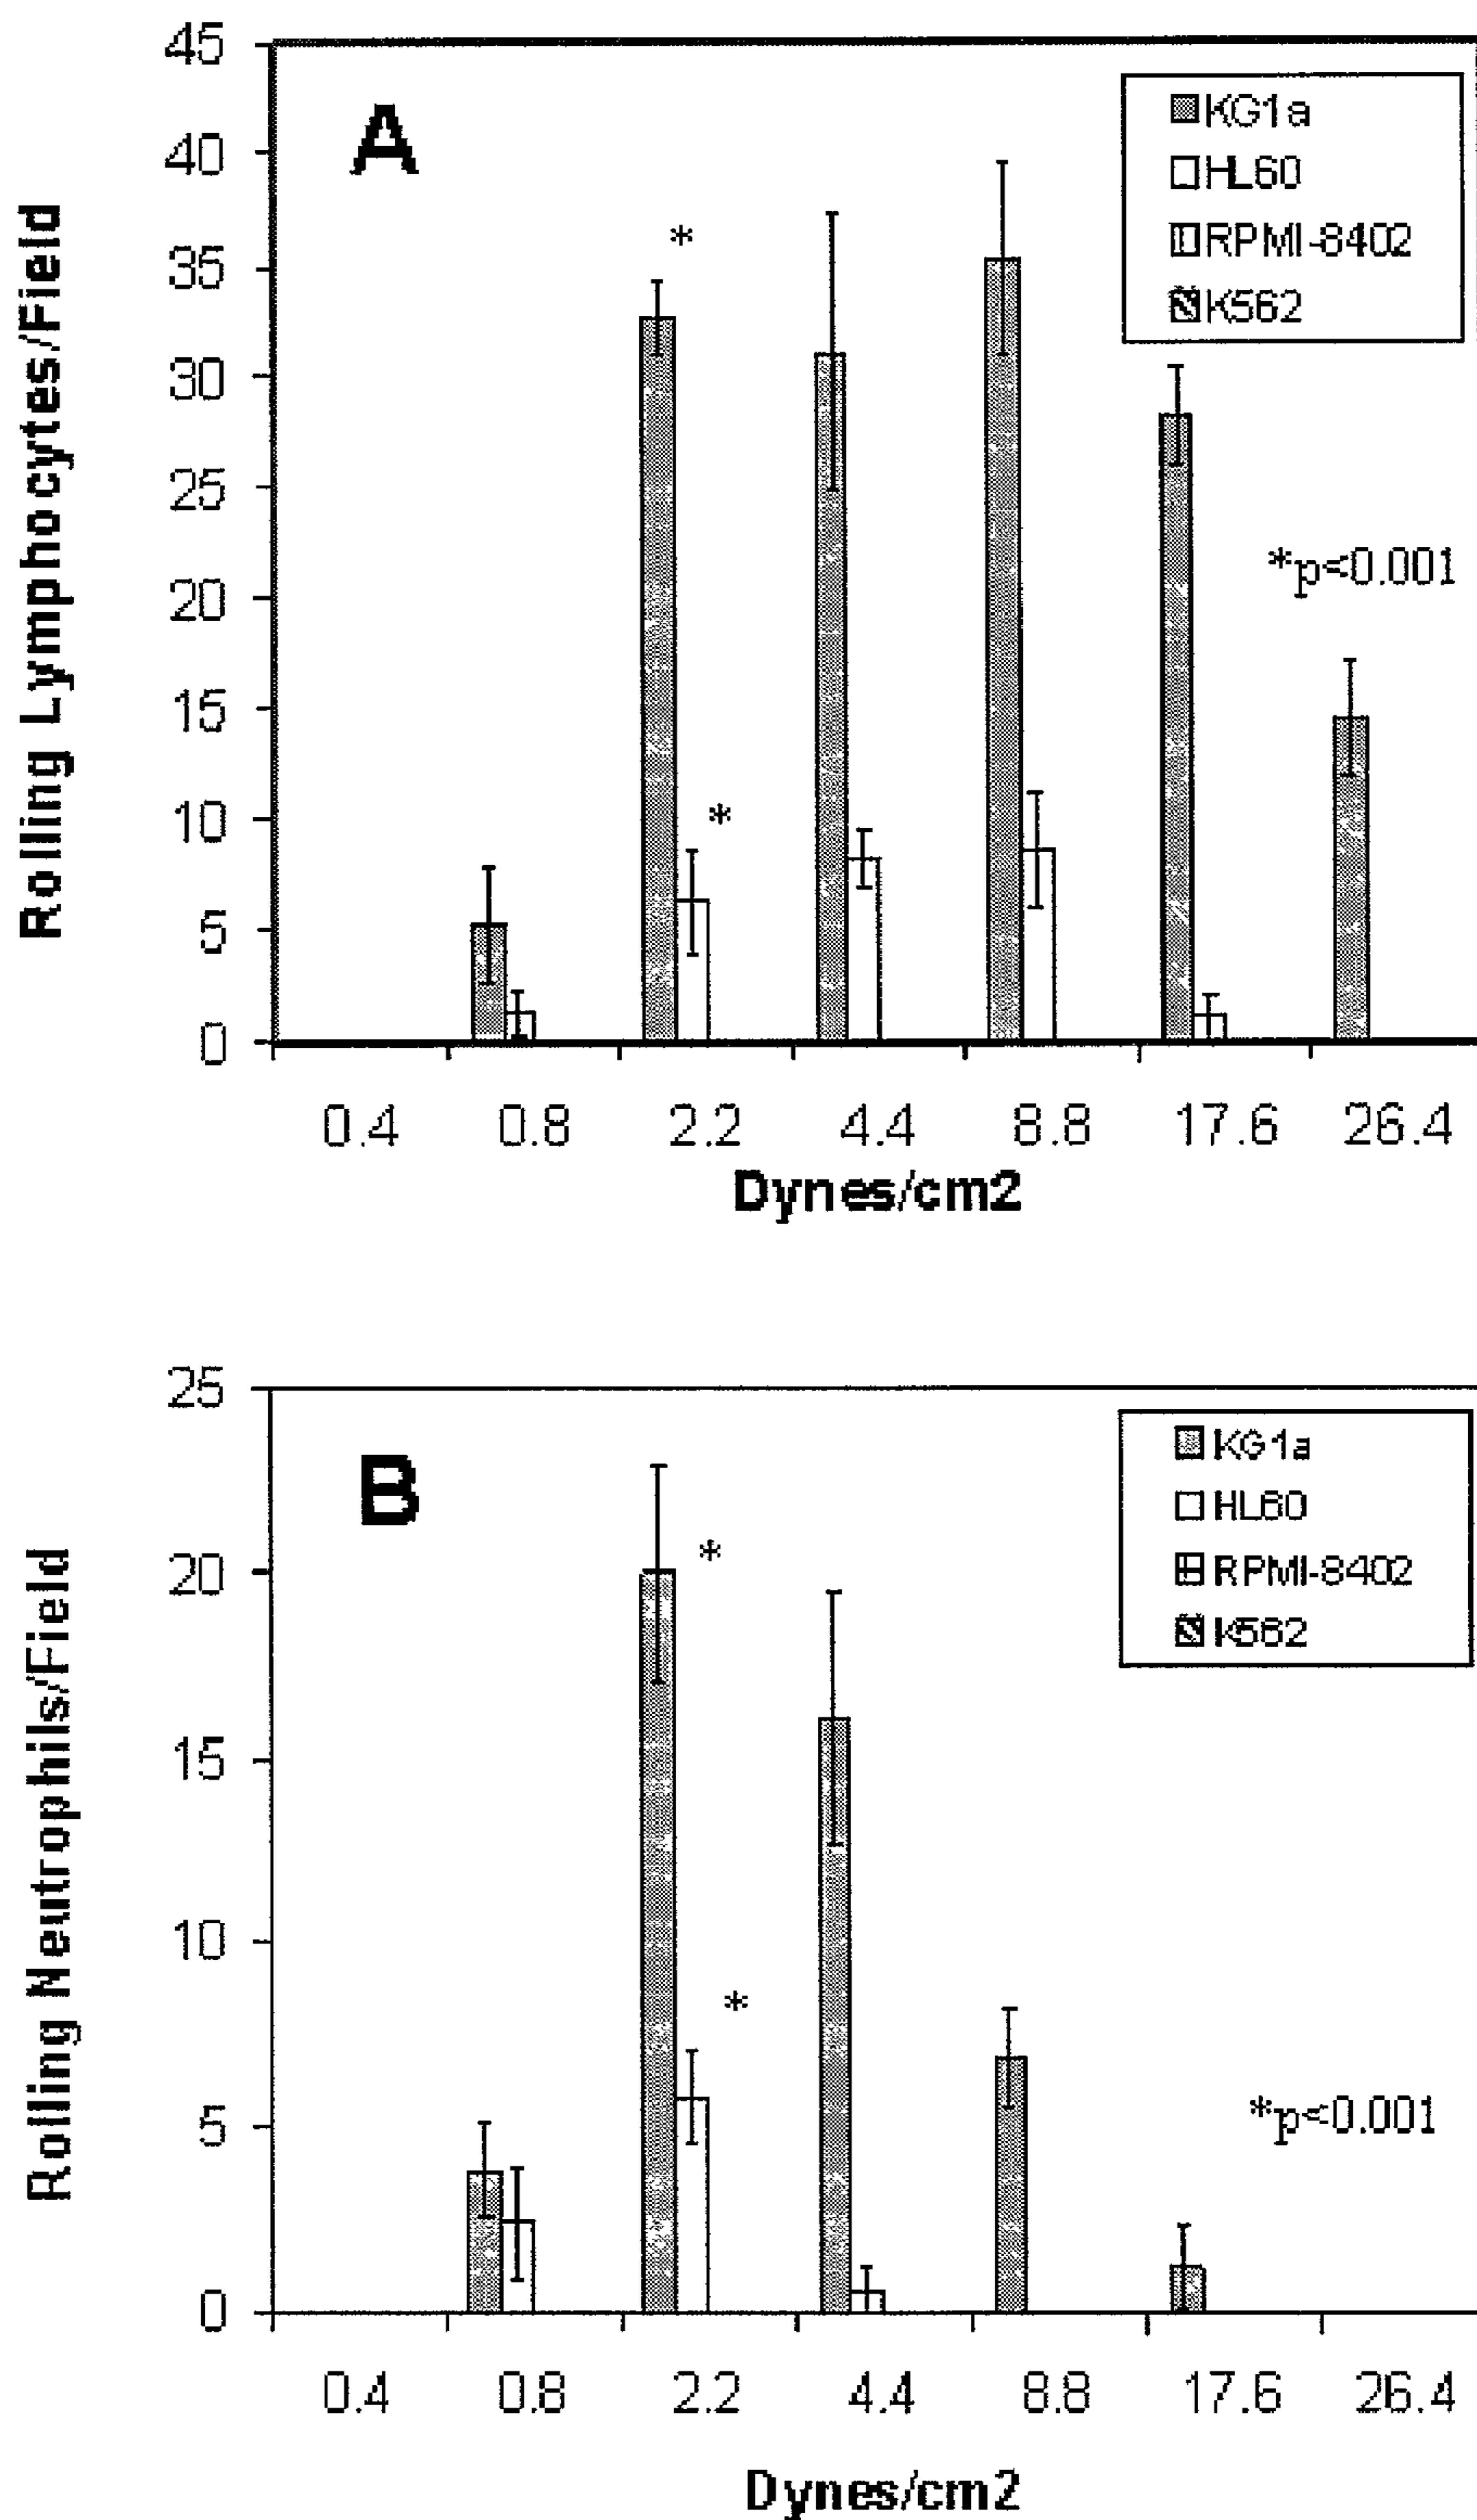 A
Rolling Lymphocytes/Field
45
40
35
30
25
20
15
10
5
0
KG1a
HL60
RPMI-8402
K562
*
*
*p<0.001
0.4 0.8 2.2 4.4 8.8 17.6 26.4
Dynes/cm2
B
Rolling Neutrophils/Field
25
20
15
10
5
0
KG1a
HL60
RPMI-8402
K562
*
*
*p<0.001
0.4 0.8 2.2 4.4 8.8 17.6 26.4
Dynes/cm2